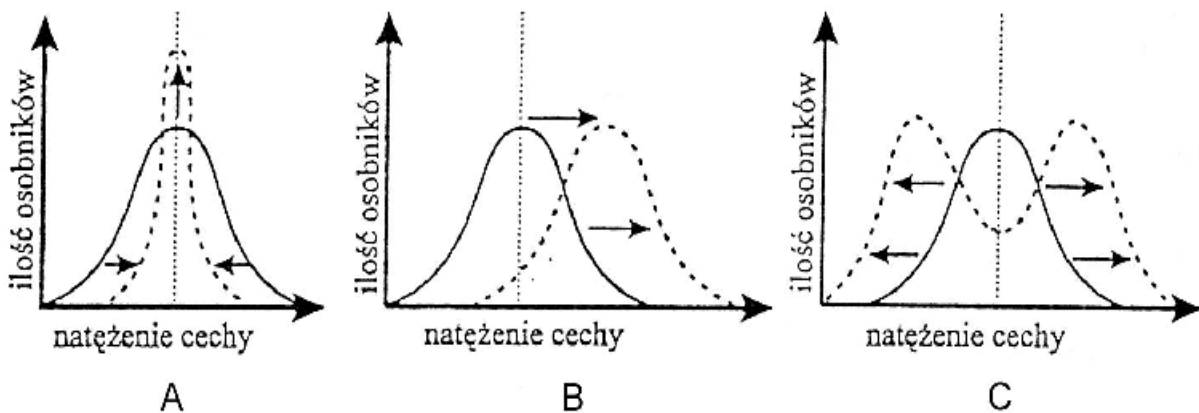 ilość osobników
natężenie cechy
A
ilość osobników
natężenie cechy
B
ilość osobników
natężenie cechy
C